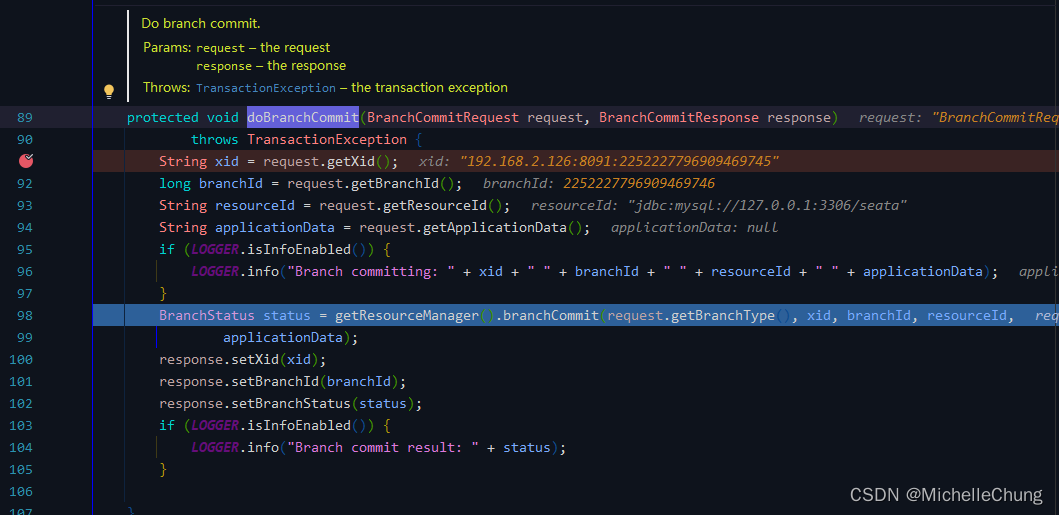 Do branch commit.
Params: request – the request
response – the response
Throws: TransactionException – the transaction exception
89 protected void doBranchCommit(BranchCommitRequest request, BranchCommitResponse response) request: "BranchCommitReq
90 throws TransactionException {
String xid = request.getXid(); xid: "192.168.2.126:8091:2252227796909469745"
92 long branchId = request.getBranchId(); branchId: 2252227796909469746
93 String resourceId = request.getResourceId(); resourceId: "jdbc:mysql://127.0.0.1:3306/seata"
94 String applicationData = request.getApplicationData(); applicationData: null
95 if (LOGGER.isInfoEnabled()) {
96 LOGGER.info("Branch committing: " + xid + " " + branchId + " " + resourceId + " " + applicationData); appli
97 }
98 BranchStatus status = getResourceManager().branchCommit(request.getBranchType(), xid, branchId, resourceId, req
99 applicationData);
100 response.setXid(xid);
101 response.setBranchId(branchId);
102 response.setBranchStatus(status);
103 if (LOGGER.isInfoEnabled()) {
104 LOGGER.info("Branch commit result: " + status);
105 }
106
107 }
CSDN @MichelleChung